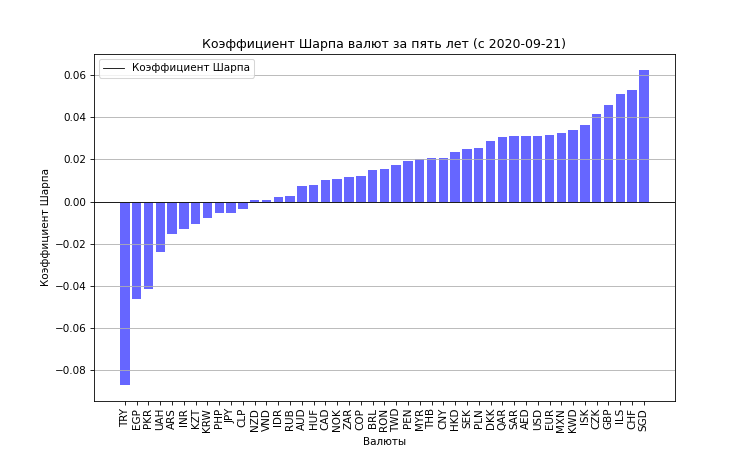 Коэффициент Шарпа валют за пять лет (с 2020-09-21)
Коэффициент Шарпа
Коэффициент Шарпа
0.06
0.04
0.02
0.00
−0.02
−0.04
−0.06
−0.08
TRY EGP PKR UAH ARS INR KZT KRW PHP JPY CLP NZD VND IDR RUB AUD HUF CAD NOK ZAR COP BRL RON TWD PEN MYR THB CNY HKD SEK PLN DKK QAR SAR AED USD EUR MXN KWD ISK CZK GBP ILS CHF SGD
Валюты